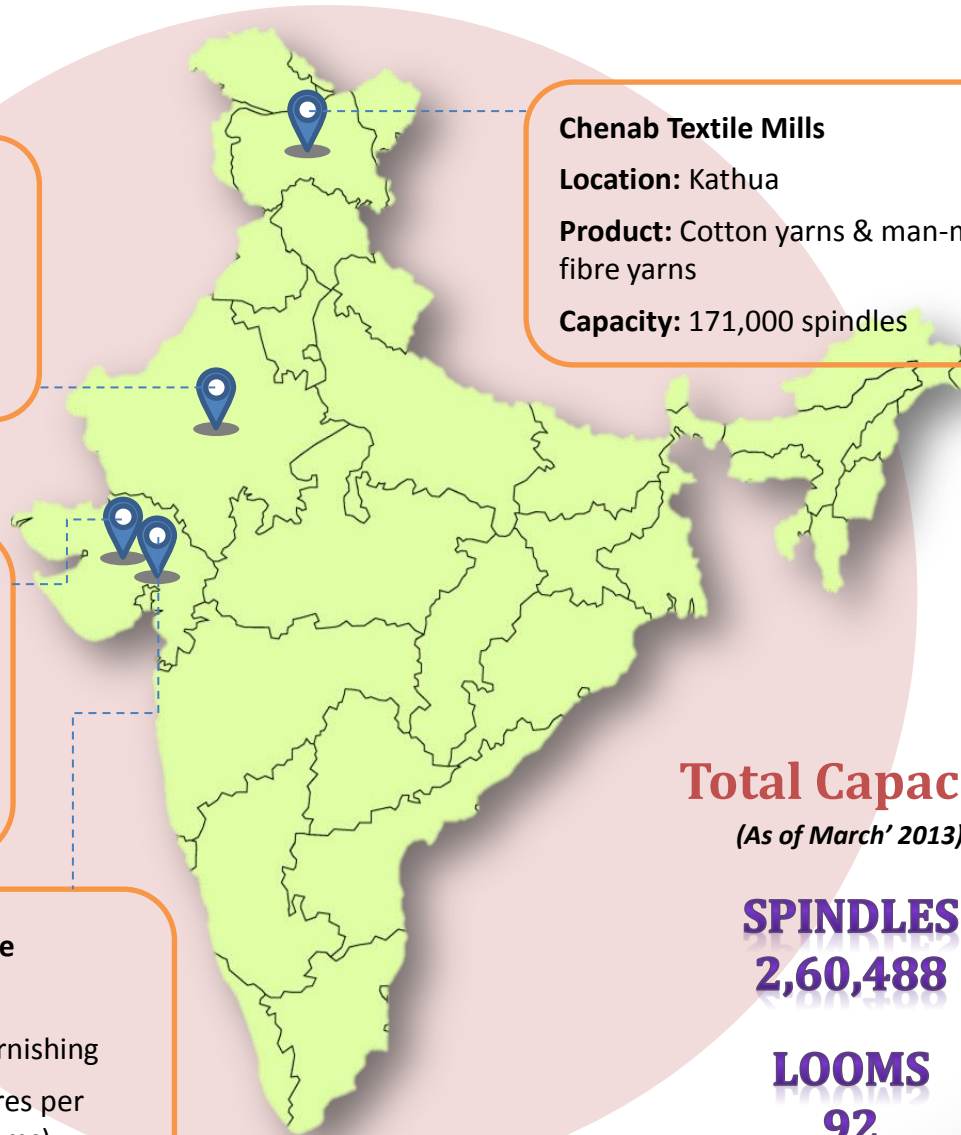 Chenab Textile Mills
Location: Kathua
Product: Cotton yarns & man-m
fibre yarns
Capacity: 171,000 spindles
Total Capac
(As of March’ 2013)
SPINDLES
2,60,488
LOOMS
92
e
rnishing
res per